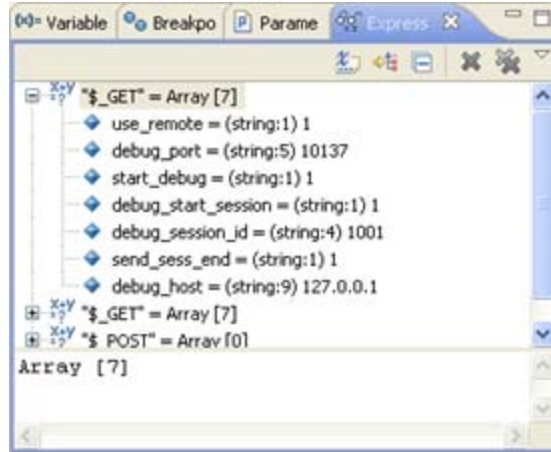 (x)= Variable Breakpo Parame Express
"$_GET" = Array [7]
use_remote = (string:1) 1
debug_port = (string:5) 10137
start_debug = (string:1) 1
debug_start_session = (string:1) 1
debug_session_id = (string:4) 1001
send_sess_end = (string:1) 1
debug_host = (string:9) 127.0.0.1
"$_GET" = Array [7]
"$_POST" = Array [0]
Array [7]